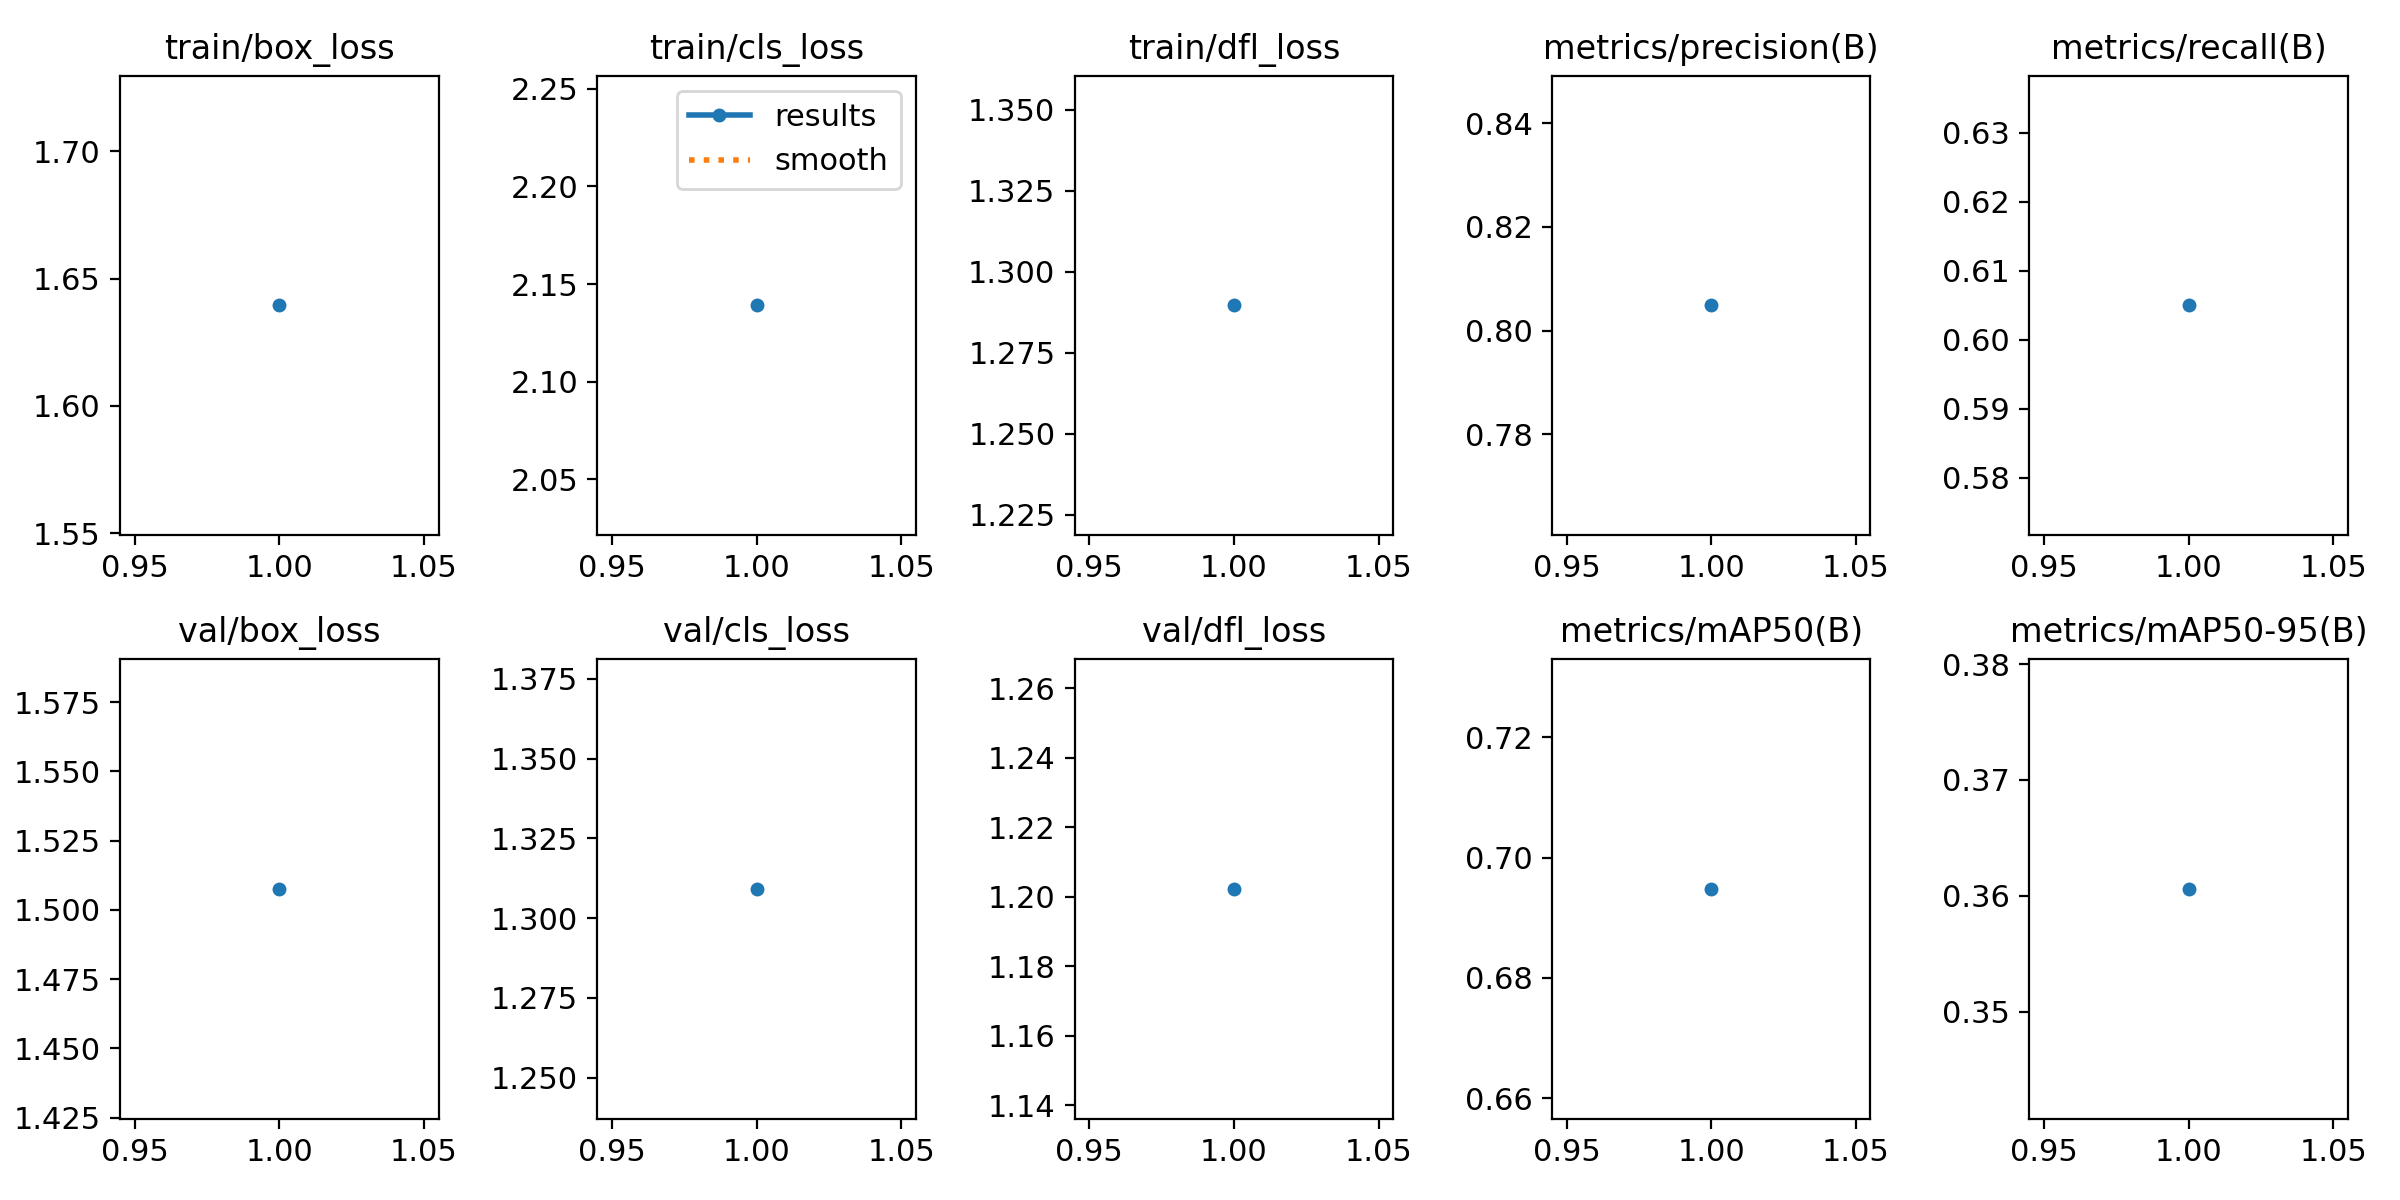 train/box_loss
1.70
1.65
1.60
1.55
0.95 1.00 1.05
train/cls_loss
results
smooth
2.25
2.20
2.15
2.10
2.05
0.95 1.00 1.05
train/dfl_loss
1.350
1.325
1.300
1.275
1.250
1.225
0.95 1.00 1.05
metrics/precision(B)
0.84
0.82
0.80
0.78
0.95 1.00 1.05
metrics/recall(B)
0.63
0.62
0.61
0.60
0.59
0.58
0.95 1.00 1.05
val/box_loss
1.575
1.550
1.525
1.500
1.475
1.450
1.425
0.95 1.00 1.05
val/cls_loss
1.375
1.350
1.325
1.300
1.275
1.250
0.95 1.00 1.05
val/dfl_loss
1.26
1.24
1.22
1.20
1.18
1.16
1.14
0.95 1.00 1.05
metrics/mAP50(B)
0.72
0.70
0.68
0.66
0.95 1.00 1.05
metrics/mAP50-95(B)
0.38
0.37
0.36
0.35
0.95 1.00 1.05